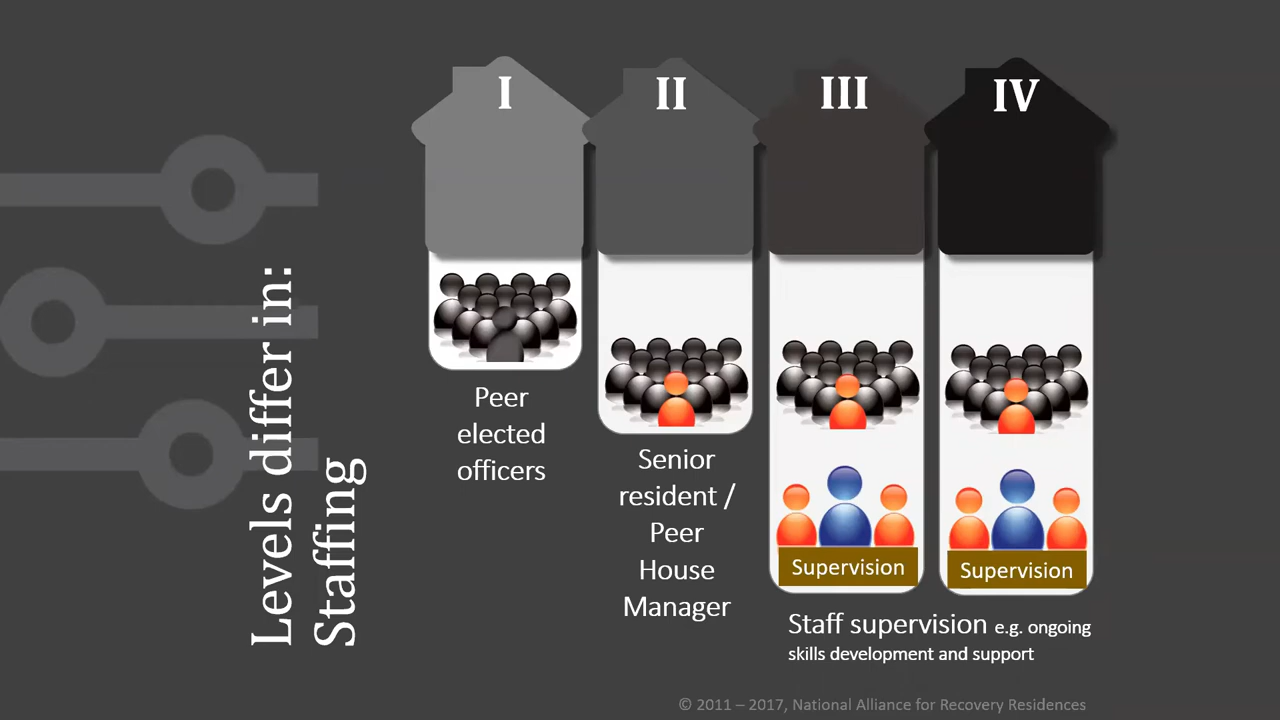 Levels differ in:
Staffing
I
II
III
IV
Peer
elected
officers
Senior
resident /
Peer
House
Manager
Supervision
Supervision
Staff supervision e.g. ongoing
skills development and support
© 2011 – 2017, National Alliance for Recovery Residences